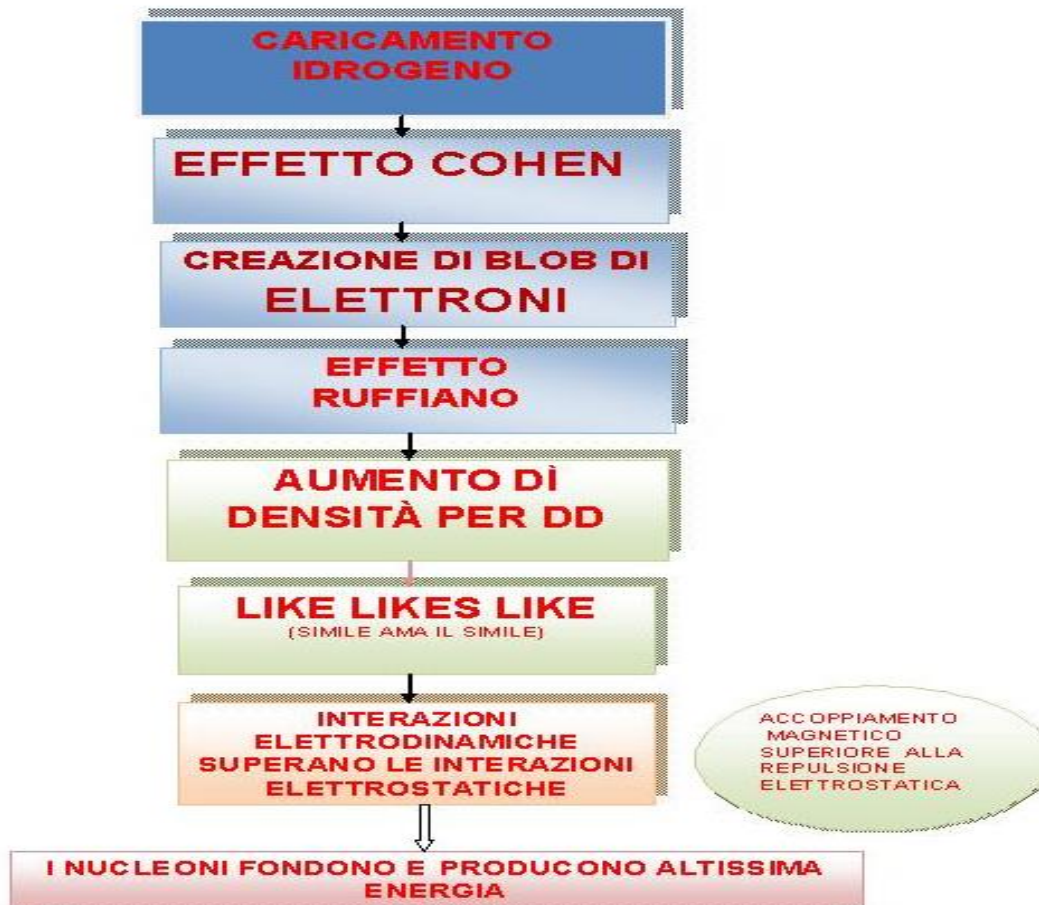 CARICAMENTO
IDROGENO
EFFETTO COHEN
CREAZIONE DI BLOB DI
ELETTRONI
EFFETTO
RUFFIANO
AUMENTO DÌ
DENSITÀ PER DD
LIKE LIKES LIKE
(SIMILE AMA IL SIMILE)
INTERAZIONI
ELETTRODINAMICHE
SUPERANO LE INTERAZIONI
ELETTROSTATICHE
ACCOPPIAMENTO
MAGNETICO
SUPERIORE ALLA
REPULSIONE
ELETTROSTATICA
I NUCLEONI FONDONO E PRODUCONO ALTISSIMA
ENERGIA